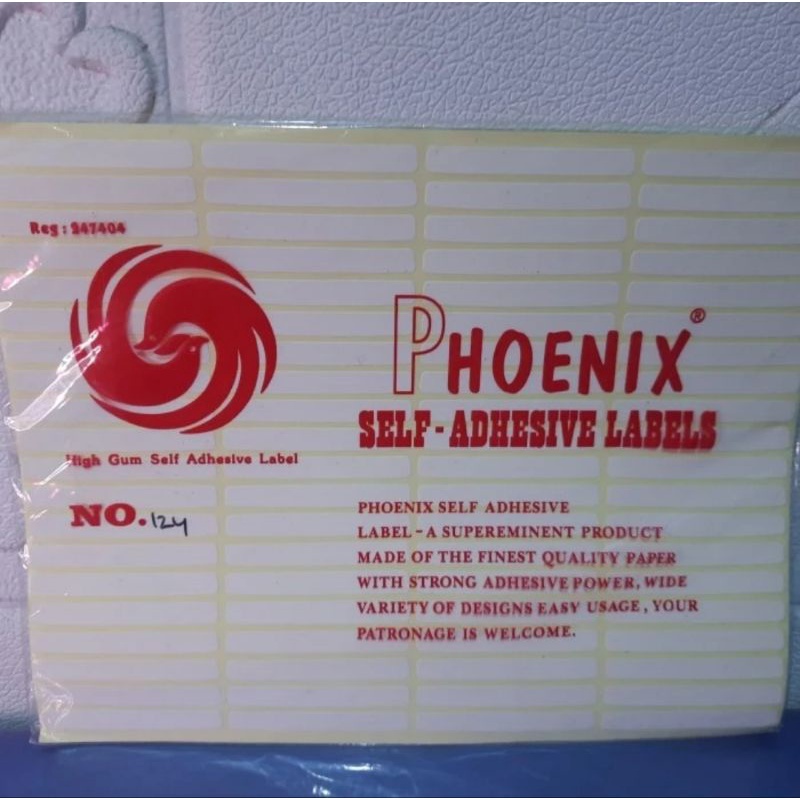 Reg : 247404
PHOENIX®
SELF-ADHESIVE LABELS
High Gum Self Adhesive Label
NO. 124
PHOENIX SELF ADHESIVE
LABEL - A SUPEREMINENT PRODUCT
MADE OF THE FINEST QUALITY PAPER
WITH STRONG ADHESIVE POWER, WIDE
VARIETY OF DESIGNS EASY USAGE, YOUR
PATRONAGE IS WELCOME.